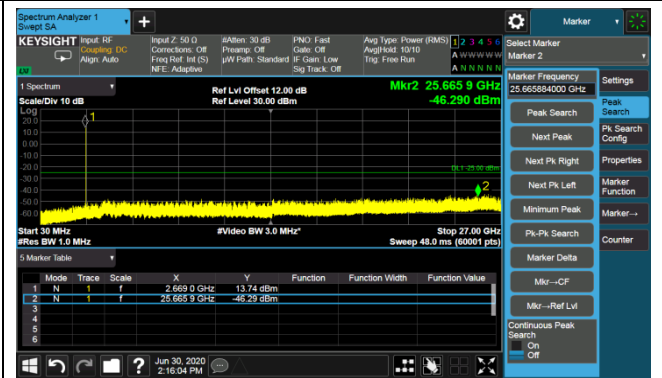 Spectrum Analyzer 1
Swept SA
+
Marker
KEYSIGHT Input: RF
Coupling: DC
Align: Auto
Input Z: 50 Ω
Corrections: Off
Freq Ref: Int (S)
NFE: Adaptive
#Atten: 30 dB
Preamp: Off
µW Path: Standard
PNO: Fast
Gate: Off
IF Gain: Low
Sig Track: Off
Avg Type: Power (RMS)
Avg|Hold: 10/10
Trig: Free Run
1 2 3 4 5 6
A W W W W W
A N N N N N
Select Marker
Marker 2
Marker Frequency
25.665884000 GHz
Settings
Peak Search
Peak Search
Next Peak
Pk Search Config
Next Pk Right
Properties
Next Pk Left
Marker Function
Minimum Peak
Marker→
Pk-Pk Search
Counter
Marker Delta
Mkr→CF
Mkr→Ref Lvl
Continuous Peak Search
On
Off
1 Spectrum
Scale/Div 10 dB
Log
Ref Lvl Offset 12.00 dB
Ref Level 30.00 dBm
Mkr2 25.665 9 GHz
-46.290 dBm
20.0
10.0
0.00
-10.0
-20.0
-30.0
-40.0
-50.0
-60.0
1
DL1 -25.00 dBm
2
Start 30 MHz
#Res BW 1.0 MHz
#Video BW 3.0 MHz*
Stop 27.00 GHz
Sweep 48.0 ms (60001 pts)
5 Marker Table
Mode Trace Scale X Y Function Function Width Function Value
1 N 1 f 2.669 0 GHz 13.74 dBm
2 N 1 f 25.665 9 GHz -46.29 dBm
3
4
5
6
?
Jun 30, 2020
2:16:04 PM